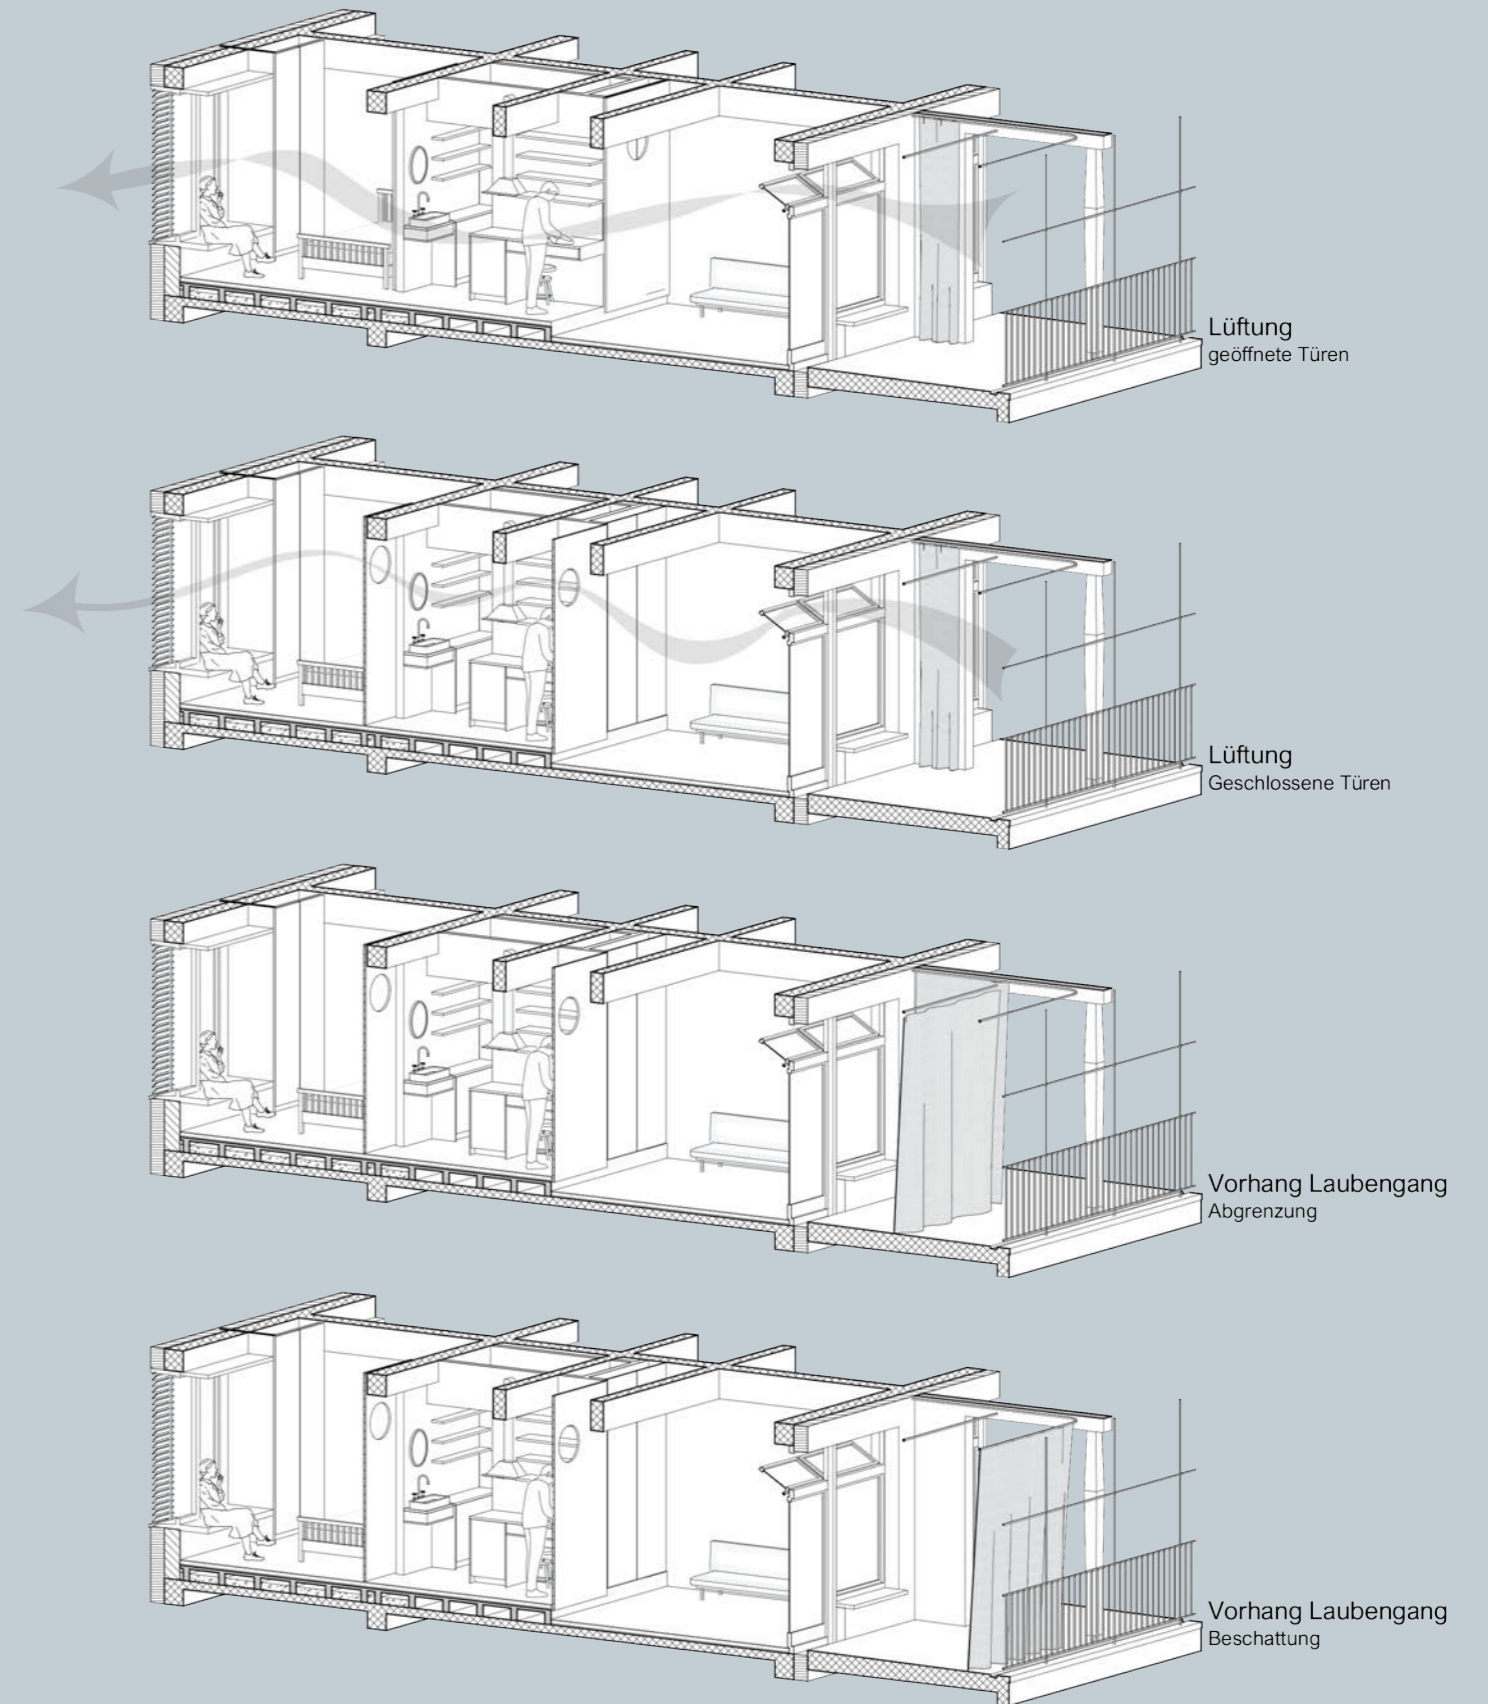 Lüftung
geöffnete Türen
Lüftung
Geschlossene Türen
Vorhang Laubengang
Abgrenzung
Vorhang Laubengang
Beschattung